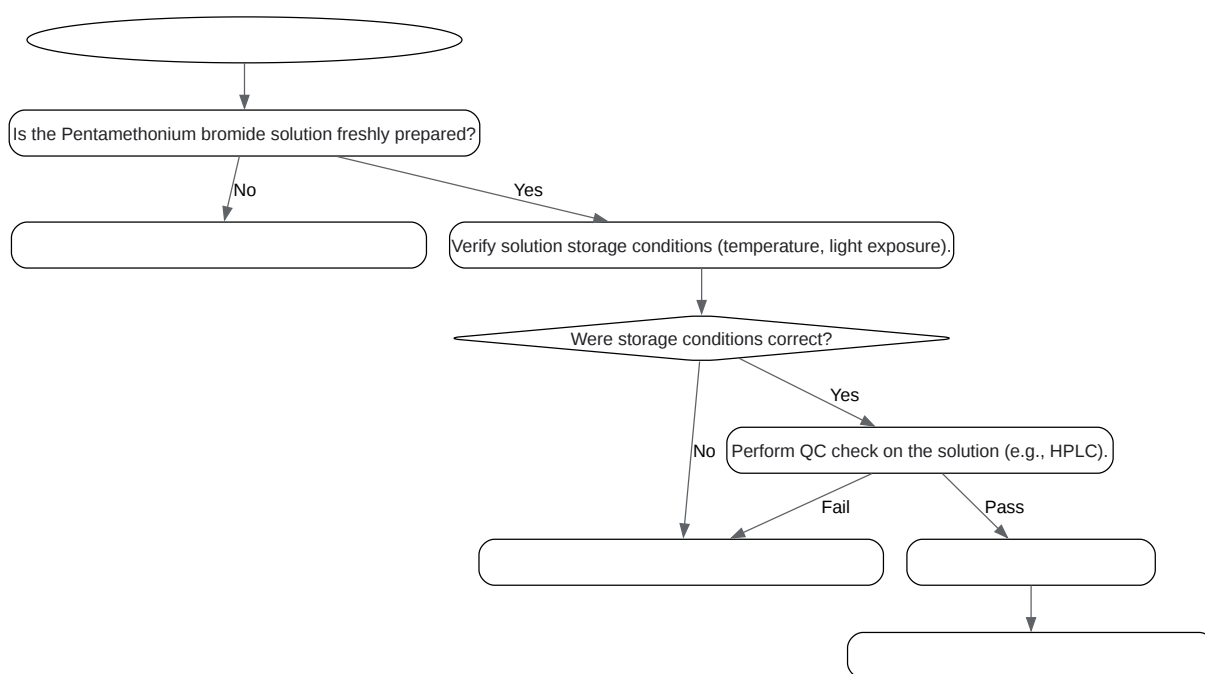 Is the Pentamethonium bromide solution freshly prepared?
No
Yes
Verify solution storage conditions (temperature, light exposure).
Were storage conditions correct?
Yes
No
Perform QC check on the solution (e.g., HPLC).
Fail
Pass